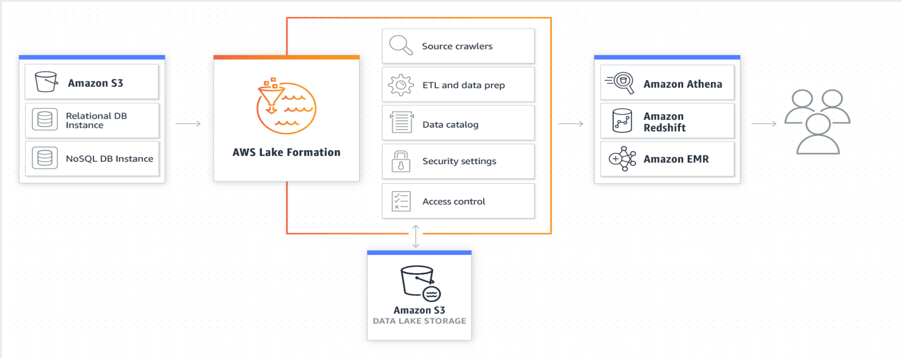 Amazon S3
Relational DB
Instance
NoSQL DB Instance
AWS Lake Formation
Source crawlers
ETL and data prep
Data catalog
Security settings
Access control
Amazon S3
DATA LAKE STORAGE
Amazon Athena
Amazon
Redshift
Amazon EMR